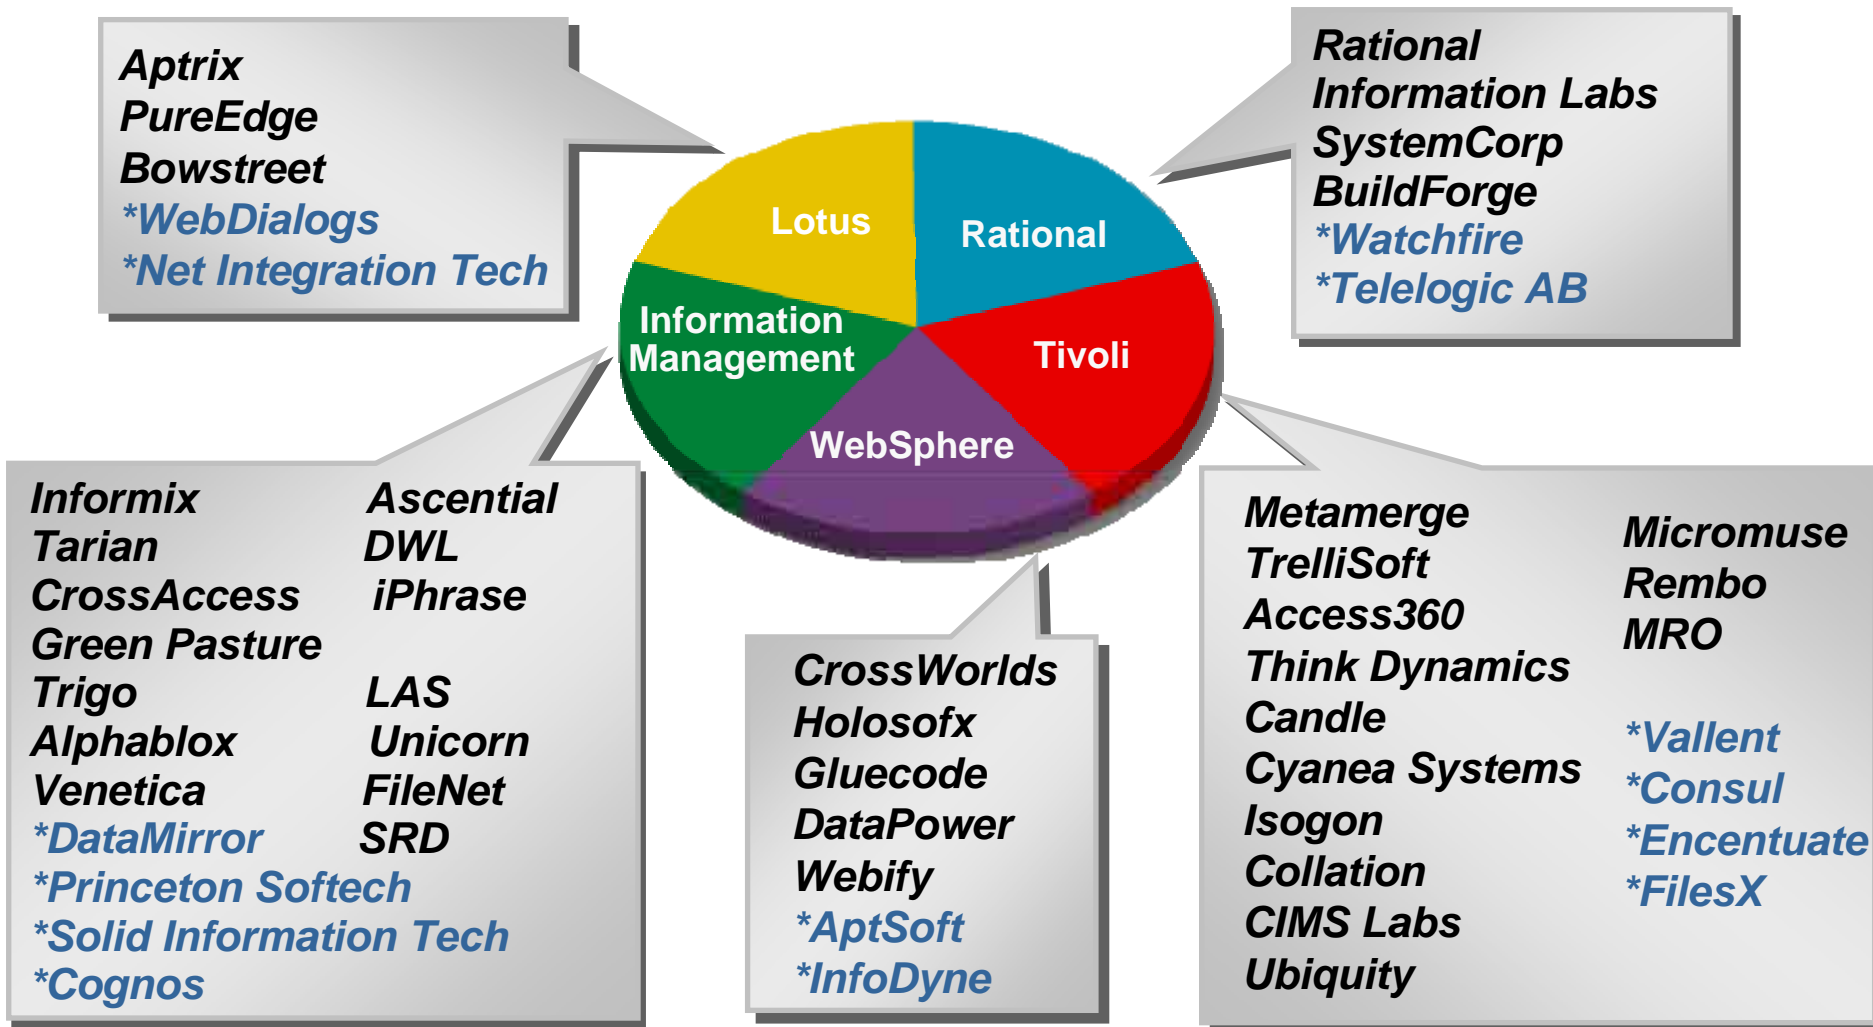 Aptrix
PureEdge
Bowstreet
*WebDialogs
*Net Integration Tech
Rational
Information Labs
SystemCorp
BuildForge
*Watchfire
*Telelogic AB
Lotus
Rational
Information
Management
Tivoli
WebSphere
Informix Ascential
Tarian DWL
CrossAccess iPhrase
Green Pasture
Trigo LAS
Alphablox Unicorn
Venetica FileNet
*DataMirror SRD
*Princeton Softech
*Solid Information Tech
*Cognos
CrossWorlds
Holosofx
Gluecode
DataPower
Webify
*AptSoft
*InfoDyne
Metamerge
TrelliSoft
Access360
Think Dynamics
Candle
Cyanea Systems
Isogon
Collation
CIMS Labs
Ubiquity
Micromuse
Rembo
MRO
*Vallent
*Consul
*Encentuate
*FilesX